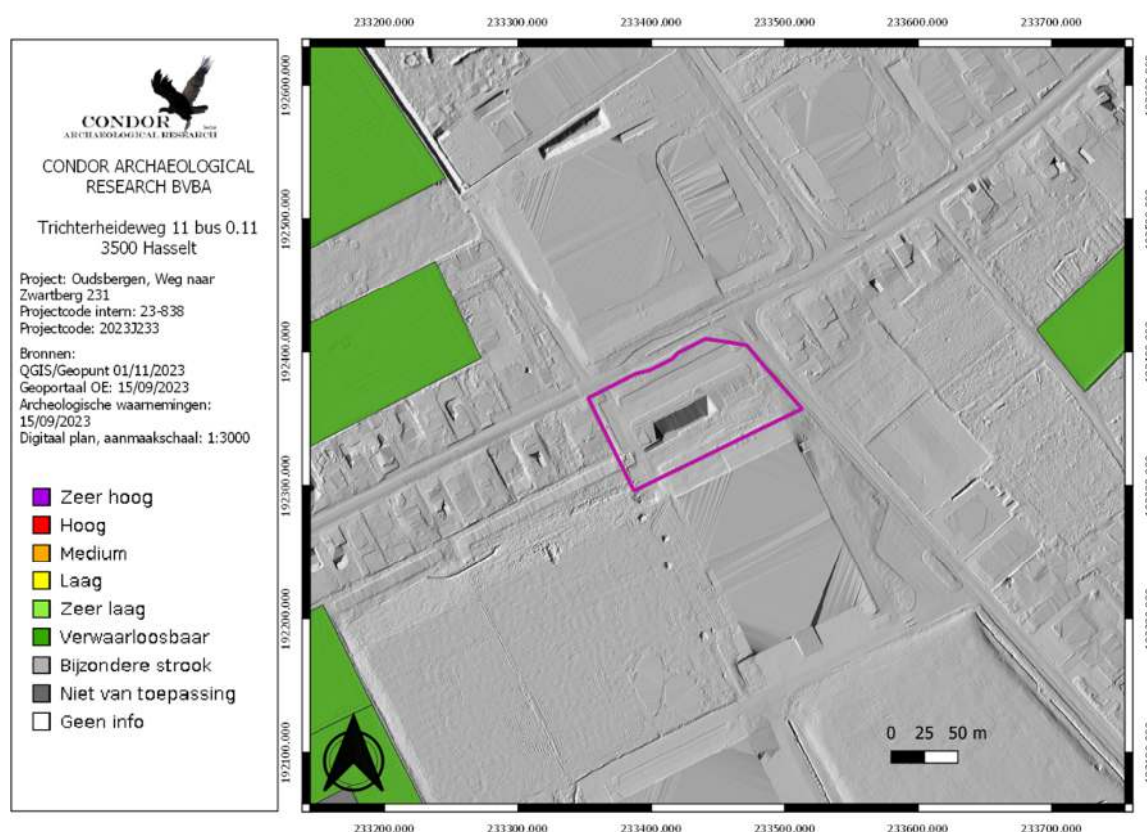 233200.000 233300.000 233400.000 233500.000 233600.000 233700.000
CONDOR
ARCHAEOLOGICAL RESEARCH
CONDOR ARCHAEOLOGICAL
RESEARCH BVBA
Trichterheideweg 11 bus 0.11
3500 Hasselt
Project: Oudsbergen, Weg naar
Zwartberg 231
Projectcode intern: 23-838
Projectcode: 2023J233
Bronnen:
QGIS/Geopunt 01/11/2023
Geoportaal OE: 15/09/2023
Archeologische waarnemingen:
15/09/2023
Digitaal plan, aanmaakschaal: 1:3000
Zeer hoog
Hoog
Medium
Laag
Zeer laag
Verwaarloosbaar
Bijzondere strook
Niet van toepassing
Geen info
192600.000
192500.000
192400.000
192300.000
192200.000
192100.000
0 25 50 m
233200.000 233300.000 233400.000 233500.000 233600.000 233700.000